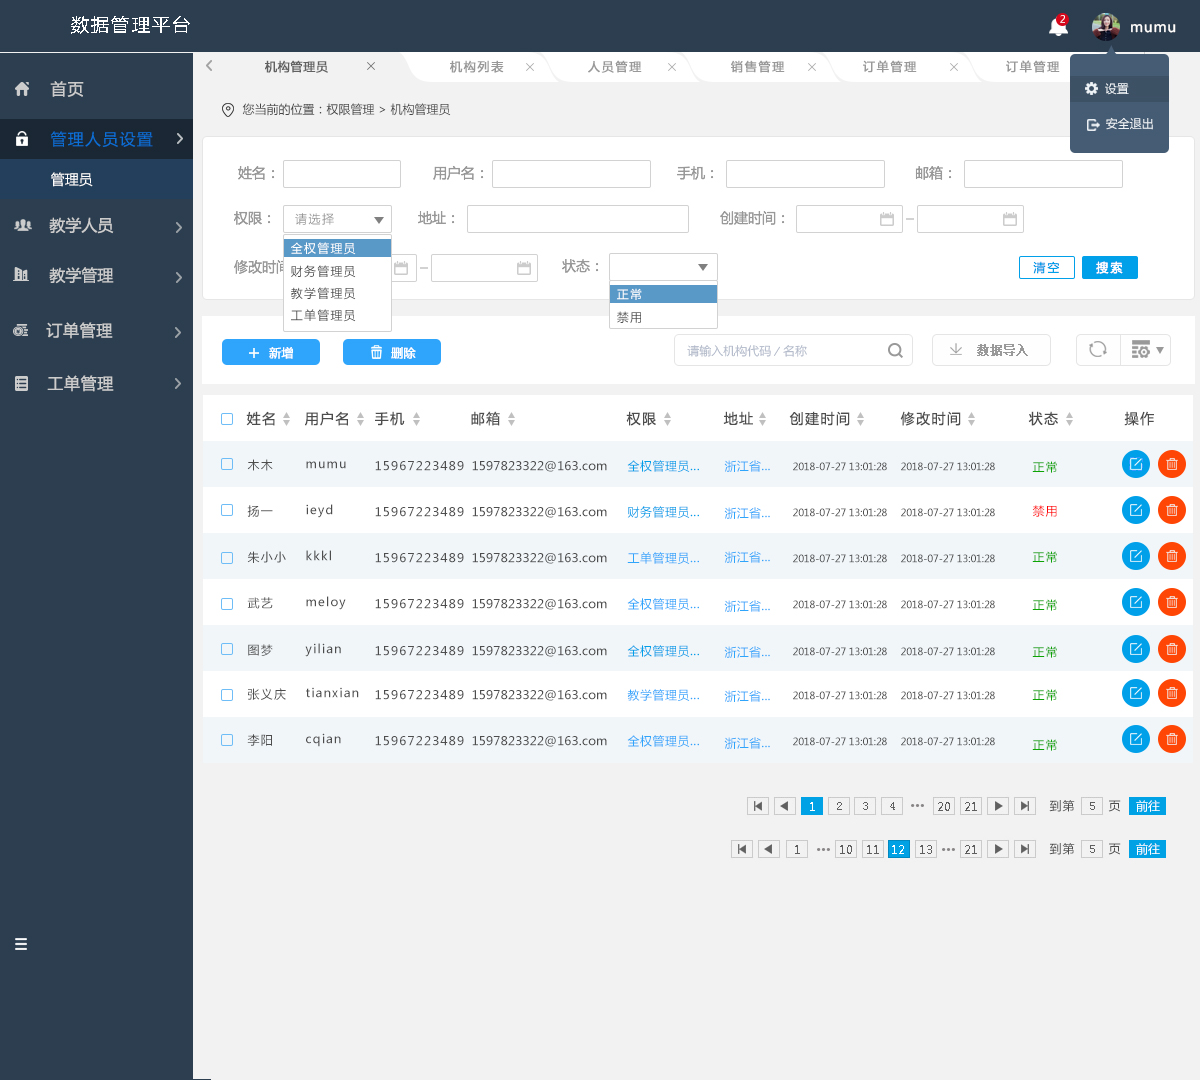 数据管理平台
2
mumu
首页
管理人员设置
管理员
教学人员
教学管理
订单管理
工单管理
机构管理员 机构列表 人员管理 销售管理 订单管理 订单管理
设置
安全退出
您当前的位置：权限管理 > 机构管理员
姓名： 用户名： 手机： 邮箱：
权限： 请选择 地址： 创建时间： –
全权管理员
财务管理员
教学管理员
工单管理员
修改时间 – 状态： 清空 搜索
正常
禁用
+ 新增 删除 请输入机构代码 / 名称 数据导入
姓名 用户名 手机 邮箱 权限 地址 创建时间 修改时间 状态 操作
木木 mumu 15967223489 1597823322@163.com 全权管理员... 浙江省... 2018-07-27 13:01:28 2018-07-27 13:01:28 正常
扬一 ieyd 15967223489 1597823322@163.com 财务管理员... 浙江省... 2018-07-27 13:01:28 2018-07-27 13:01:28 禁用
朱小小 kkkl 15967223489 1597823322@163.com 工单管理员... 浙江省... 2018-07-27 13:01:28 2018-07-27 13:01:28 正常
武艺 meloy 15967223489 1597823322@163.com 全权管理员... 浙江省... 2018-07-27 13:01:28 2018-07-27 13:01:28 正常
图梦 yilian 15967223489 1597823322@163.com 全权管理员... 浙江省... 2018-07-27 13:01:28 2018-07-27 13:01:28 正常
张义庆 tianxian 15967223489 1597823322@163.com 教学管理员... 浙江省... 2018-07-27 13:01:28 2018-07-27 13:01:28 正常
李阳 cqian 15967223489 1597823322@163.com 全权管理员... 浙江省... 2018-07-27 13:01:28 2018-07-27 13:01:28 正常
1 2 3 4 ••• 20 21 到第 5 页 前往
1 ••• 10 11 12 13 ••• 21 到第 5 页 前往